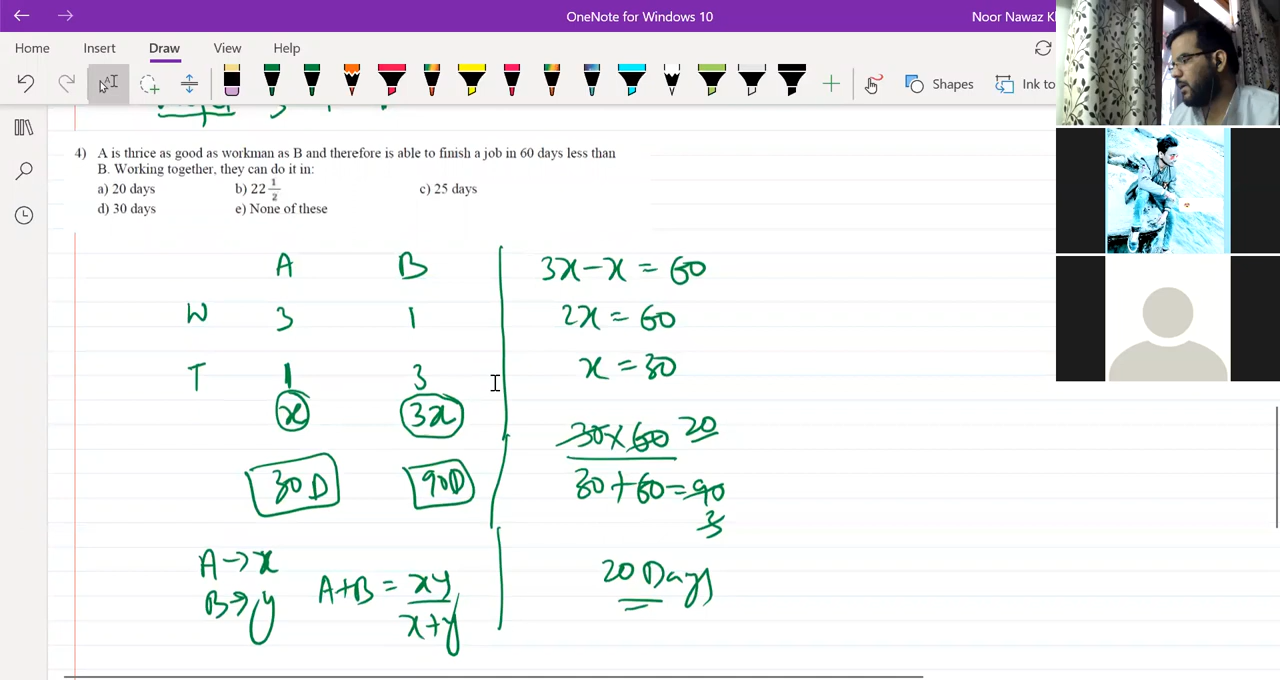 OneNote for Windows 10
Noor Nawaz Kh
Home Insert Draw View Help
Shapes
Ink to
4) A is thrice as good as workman as B and therefore is able to finish a job in 60 days less than
B. Working together, they can do it in:
a) 20 days b) 22 1/2 c) 25 days
d) 30 days e) None of these
A B
W 3 1
T 1 3
x 3x
30D 90D
A → x
B → y
A+B = xy/x+y
3x - x = 60
2x = 60
x = 30
30 x 60 20
30 + 60 = 90
3
20 Days